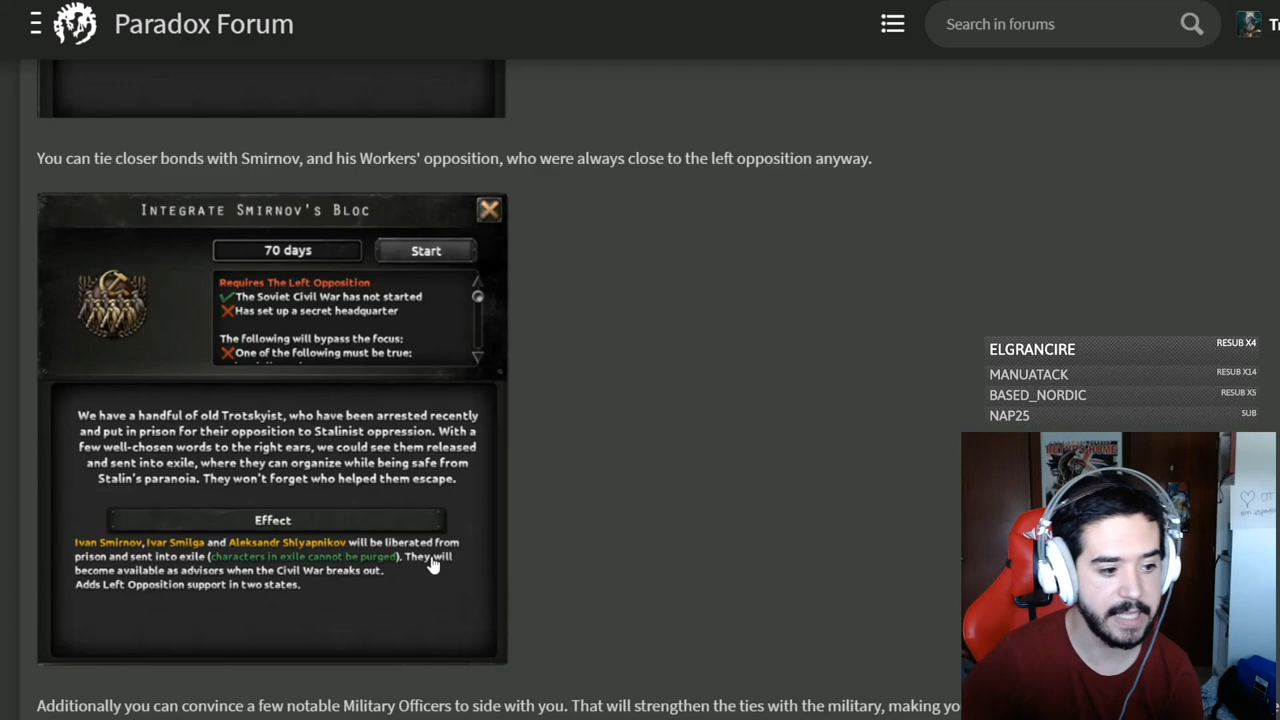 Paradox Forum
Search in forums
You can tie closer bonds with Smirnov, and his Workers' opposition, who were always close to the left opposition anyway.
INTEGRATE SMIRNOV'S BLOC
70 days
Start
Requires The Left Opposition
The Soviet Civil War has not started
Has set up a secret headquarter
The following will bypass the focus:
One of the following must be true:
We have a handful of old Trotskyist, who have been arrested recently
and put in prison for their opposition to Stalinist oppression. With a
few well-chosen words to the right ears, we could see them released
and sent into exile, where they can organize while being safe from
Stalin's paranoia. They won't forget who helped them escape.
Effect
Ivan Smirnov, Ivar Smilga and Aleksandr Shlyapnikov will be liberated from
prison and sent into exile (characters in exile cannot be purged). They will
become available as advisors when the Civil War breaks out.
Adds Left Opposition support in two states.
Additionally you can convince a few notable Military Officers to side with you. That will strengthen the ties with the military, making yo
ELGRANCIRE RESUB X4
MANUATACK RESUB X14
BASED_NORDIC RESUB X5
NAP25 SUB